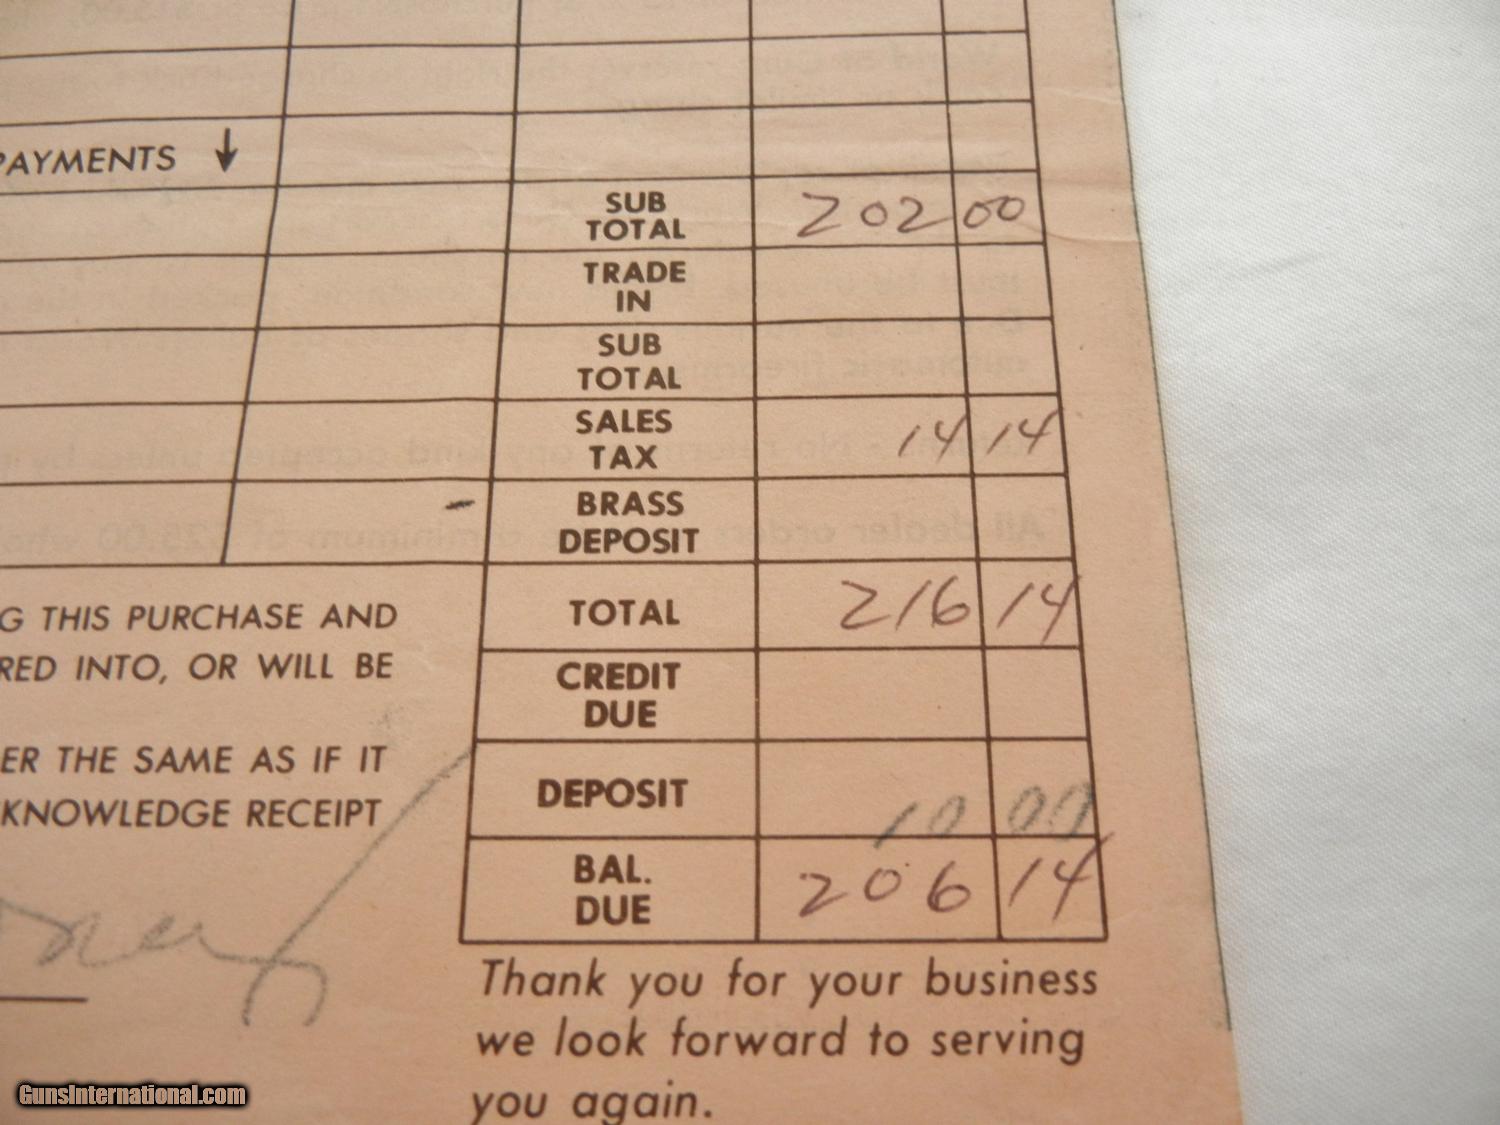 PAYMENTS ↓
SUB TOTAL 202 00
TRADE IN
SUB TOTAL
SALES TAX 14 14
BRASS DEPOSIT
TOTAL 216 14
CREDIT DUE
DEPOSIT 10 00
BAL. DUE 206 14
G THIS PURCHASE AND
RED INTO, OR WILL BE
ER THE SAME AS IF IT
KNOWLEDGE RECEIPT
Thank you for your business
we look forward to serving
you again.
GunsInternational.com